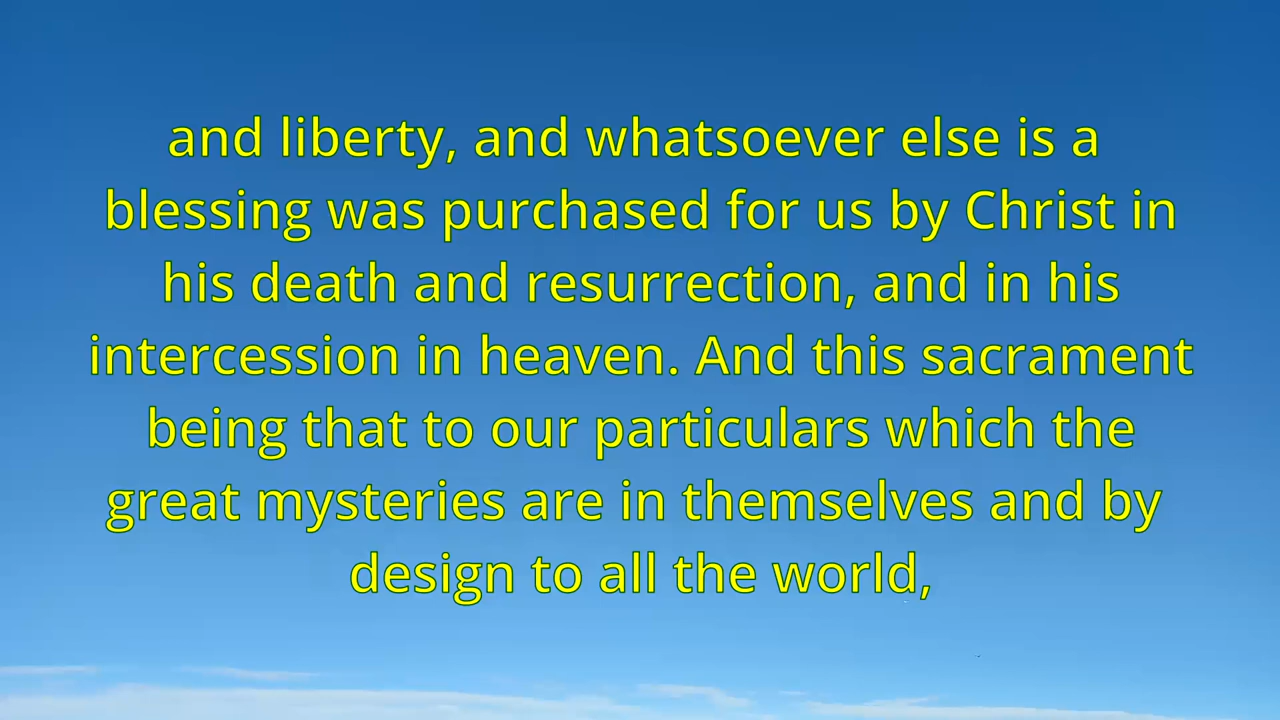 and liberty, and whatsoever else is a
blessing was purchased for us by Christ in
his death and resurrection, and in his
intercession in heaven. And this sacrament
being that to our particulars which the
great mysteries are in themselves and by
design to all the world,